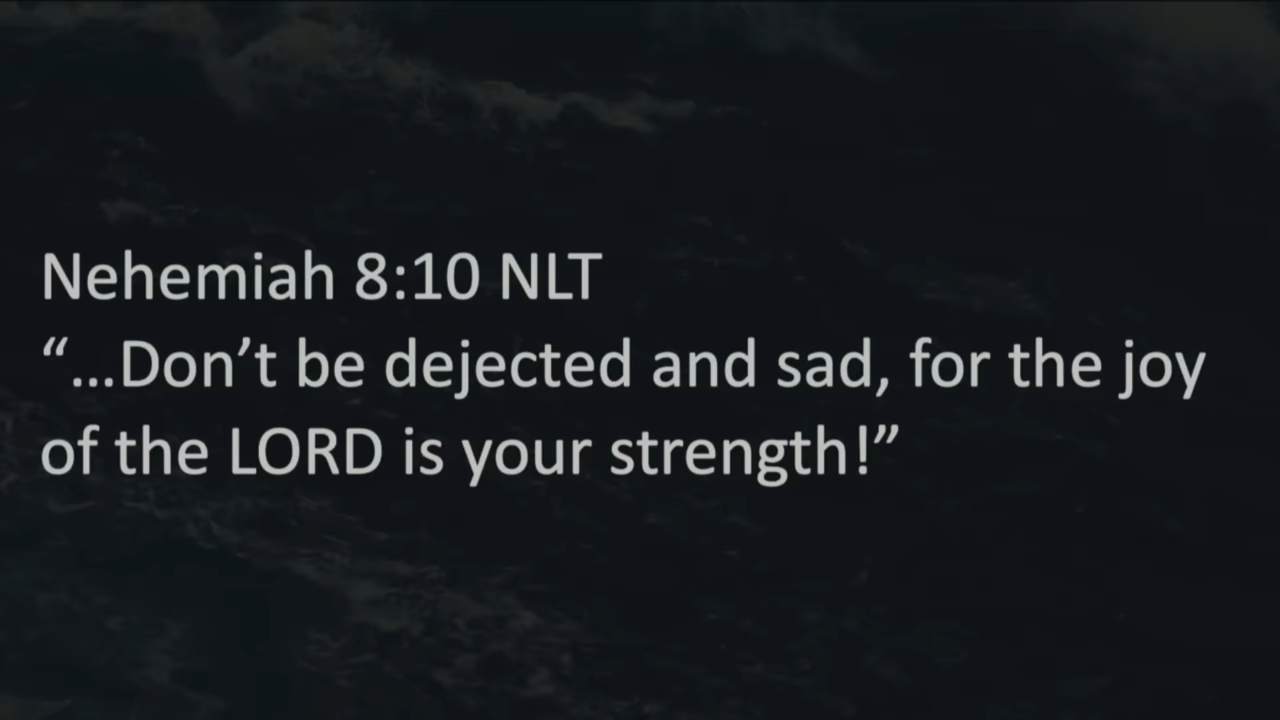 Nehemiah 8:10 NLT
“...Don’t be dejected and sad, for the joy
of the LORD is your strength!”